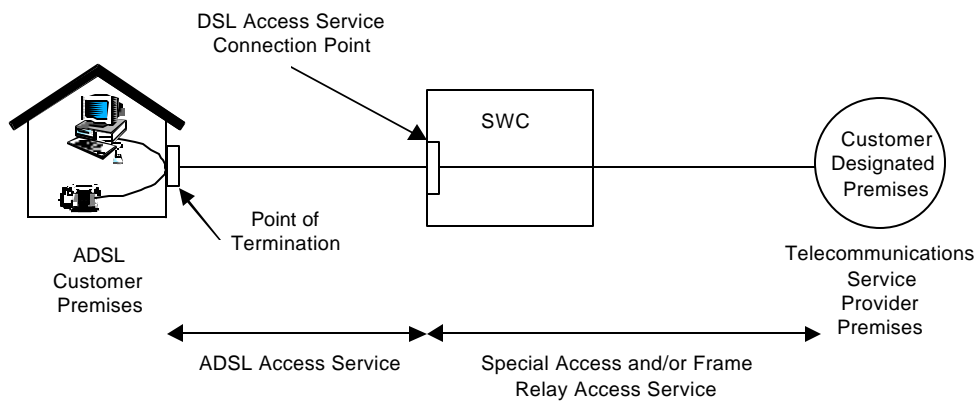 DSL Access Service
Connection Point
SWC
Customer
Designated
Premises
Point of
Termination
ADSL
Customer
Premises
Telecommunications
Service
Provider
Premises
ADSL Access Service
Special Access and/or Frame
Relay Access Service